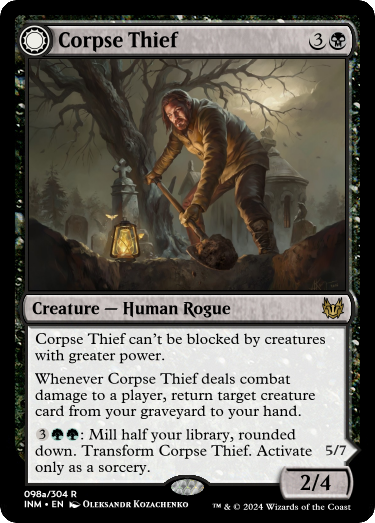 Corpse Thief 3
Creature — Human Rogue
Corpse Thief can't be blocked by creatures
with greater power.
Whenever Corpse Thief deals combat
damage to a player, return target creature
card from your graveyard to your hand.
3: Mill half your library, rounded
down. Transform Corpse Thief. Activate
only as a sorcery.
5/7
2/4
098a/304 R
INM • EN Oleksandr Kozachenko
™ & © 2024 Wizards of the Coast